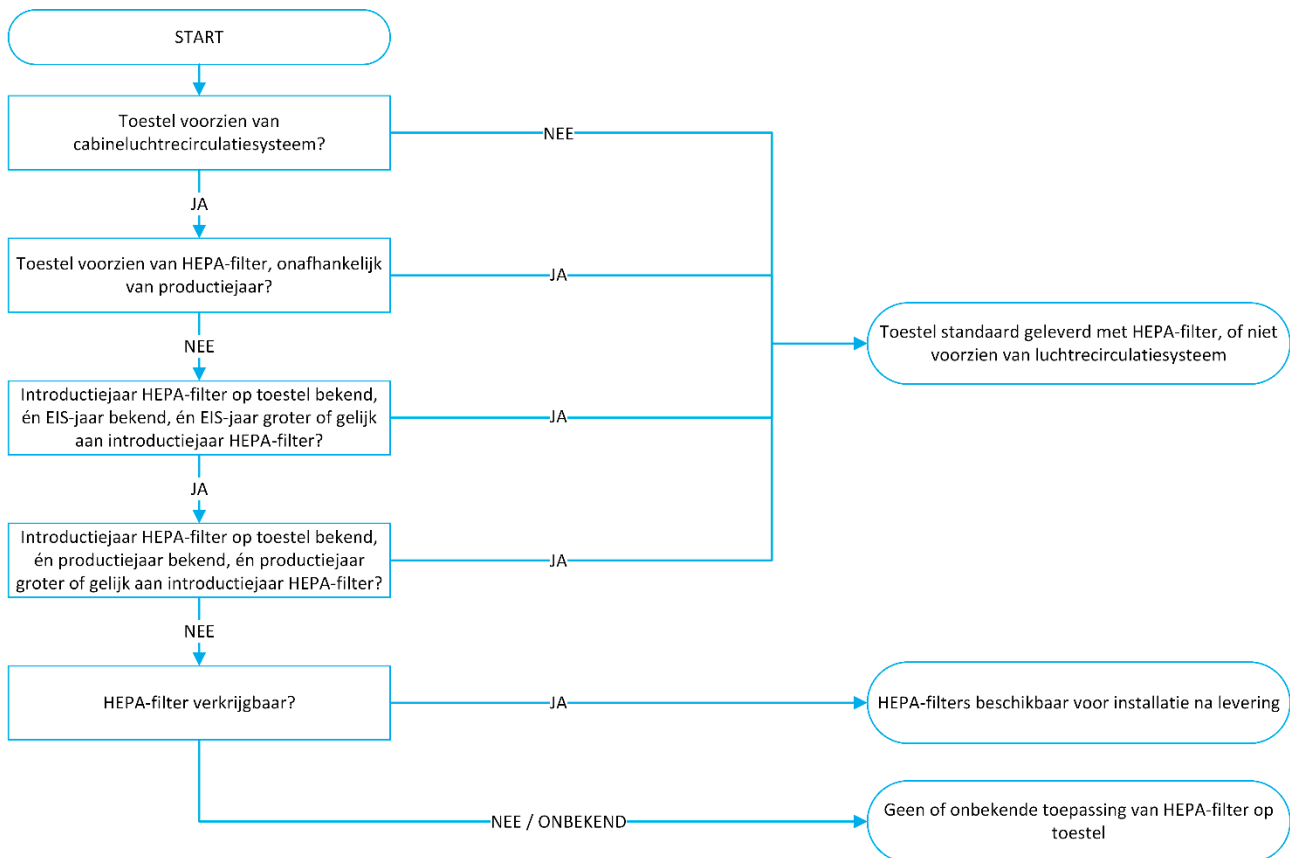 START
Toestel voorzien van
cabineluchtrecirculatiesysteem?
NEE
JA
Toestel voorzien van HEPA-filter, onafhankelijk
van productiejaar?
JA
Toestel standaard geleverd met HEPA-filter, of niet
voorzien van luchtrecirculatiesysteem
NEE
Introductiejaar HEPA-filter op toestel bekend,
én EIS-jaar bekend, én EIS-jaar groter of gelijk
aan introductiejaar HEPA-filter?
JA
JA
Introductiejaar HEPA-filter op toestel bekend,
én productiejaar bekend, én productiejaar
groter of gelijk aan introductiejaar HEPA-filter?
JA
NEE
HEPA-filter verkrijgbaar?
JA
HEPA-filters beschikbaar voor installatie na levering
NEE / ONBEKEND
Geen of onbekende toepassing van HEPA-filter op
toestel